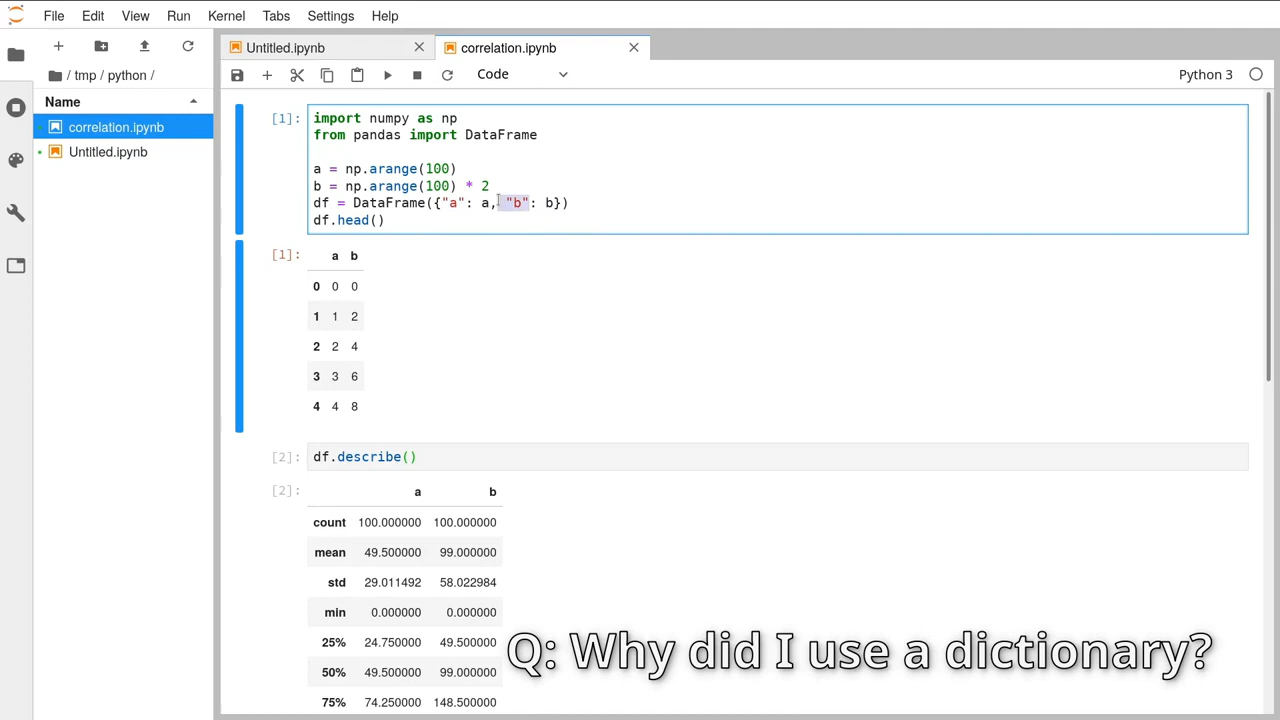 File Edit View Run Kernel Tabs Settings Help
/ tmp / python /
Name
correlation.ipynb
Untitled.ipynb
Untitled.ipynb
correlation.ipynb
Code
Python 3
[1]:
import numpy as np
from pandas import DataFrame
a = np.arange(100)
b = np.arange(100) * 2
df = DataFrame({"a": a, "b": b})
df.head()
[1]:
a b
0 0 0
1 1 2
2 2 4
3 3 6
4 4 8
[2]:
df.describe()
[2]:
a b
count 100.000000 100.000000
mean 49.500000 99.000000
std 29.011492 58.022984
min 0.000000 0.000000
25% 24.750000 49.500000
50% 49.500000 99.000000
75% 74.250000 148.500000
Q: Why did I use a dictionary?